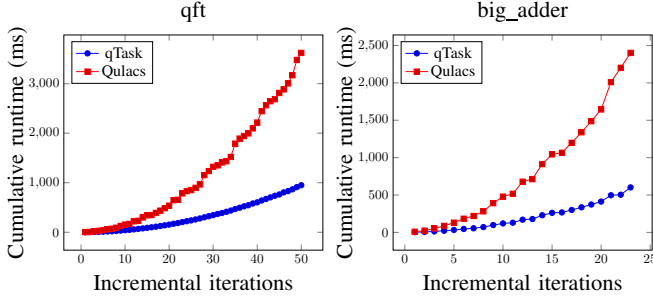 qft
big_adder
Cumulative runtime (ms)
qTask
Qulacs
3,000
2,000
1,000
0
0 10 20 30 40 50
Incremental iterations
Cumulative runtime (ms)
qTask
Qulacs
2,500
2,000
1,500
1,000
500
0
0 5 10 15 20
Incremental iterations